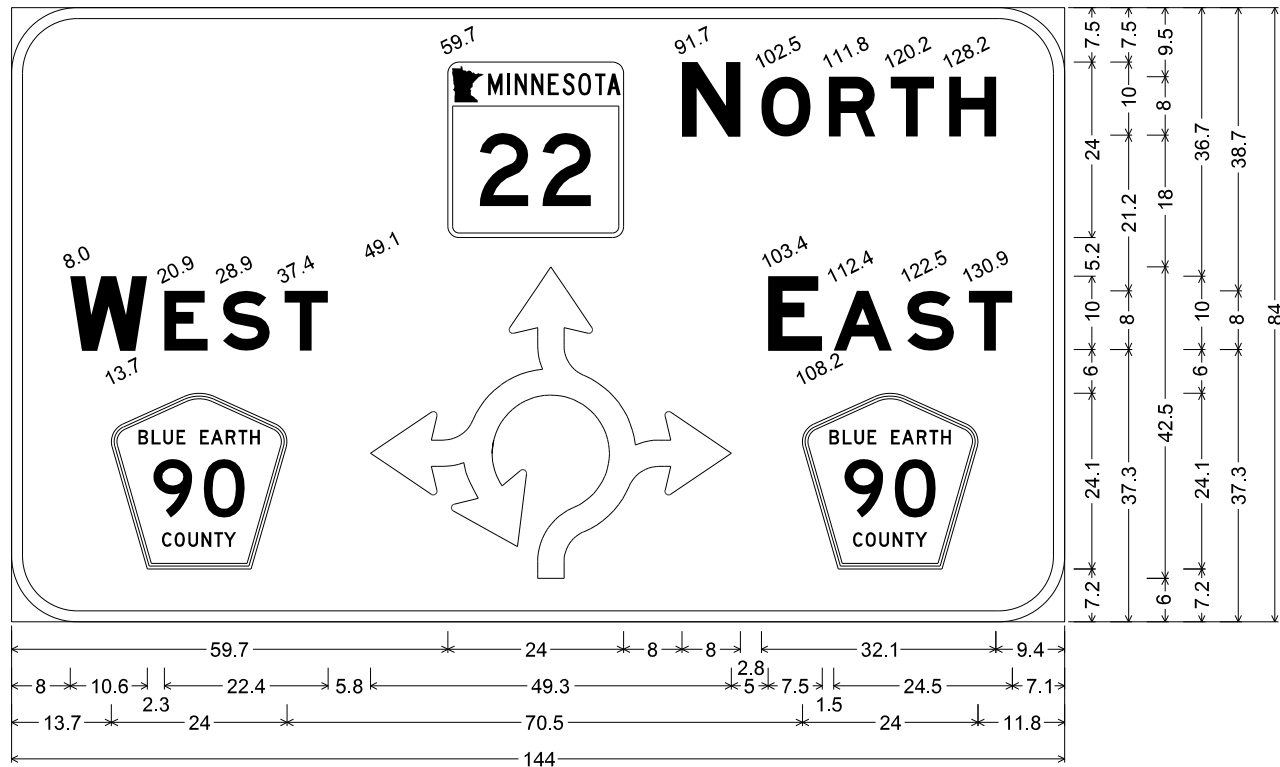 59.7
91.7 102.5 111.8 120.2 128.2
MINNESOTA
NORTH
22
8.0 20.9 28.9 37.4 49.1
WEST
103.4 112.4 122.5 130.9
EAST
13.7
108.2
BLUE EARTH
90
COUNTY
BLUE EARTH
90
COUNTY
7.5 24 5.2 10 6 24.1 7.2
7.5 10 21.2 8 37.3
9.5 8 18 42.5 6
36.7 10 6 24.1 7.2
38.7 8 37.3
84
59.7 24 8 8 2.8 32.1 9.4
8 10.6 2.3 22.4 5.8 49.3 5 7.5 1.5 24.5 7.1
13.7 24 70.5 24 11.8
144